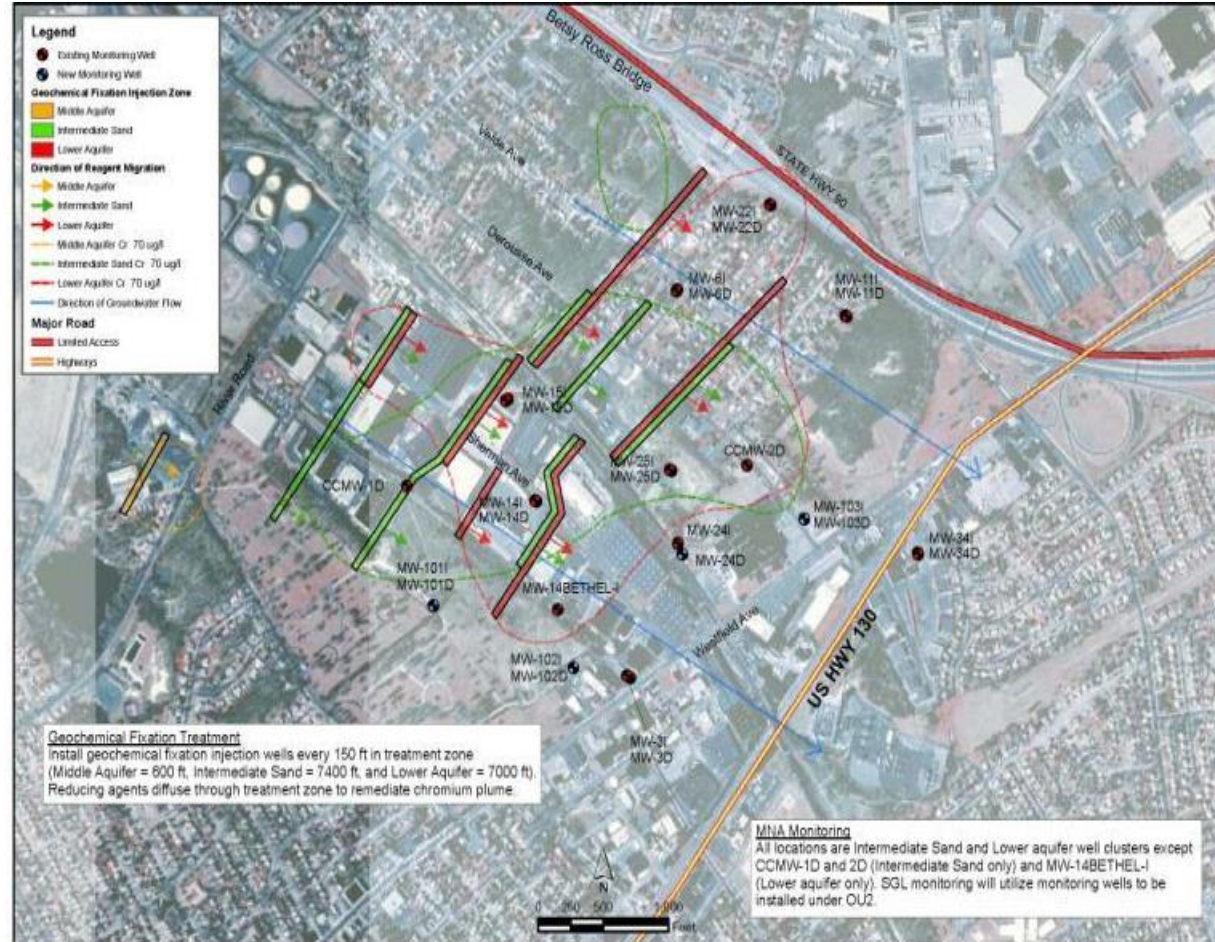 Legend
Existing Monitoring Well
New Monitoring Well
Geochemical Fixation Injection Zone
Middle Aquifer
Intermediate Sand
Lower Aquifer
Direction of Reagent Migration
Middle Aquifer
Intermediate Sand
Lower Aquifer
Middle Aquifer Cr 70 ug/l
Intermediate Sand Cr 70 ug/l
Lower Aquifer Cr 70 ug/l
Direction of Groundwater Flow
Major Road
Limited Access
Highways
Betsy Ross Bridge
STATE HWY 90
Velde Ave
Derousse Ave
River Road
MW-22I
MW-22D
MW-6I
MW-6D
MW-11I
MW-11D
MW-15I
MW-15D
Sherman Ave
CCMW-1D
MW-25I
MW-25D
CCMW-2D
MW-14I
MW-14D
MW-103I
MW-103D
MW-24I
MW-24D
MW-34I
MW-34D
MW-101I
MW-101D
MW-14BETHEL-I
Westfield Ave
US HWY 130
MW-102I
MW-102D
MW-3I
MW-3D
Geochemical Fixation Treatment
Install geochemical fixation injection wells every 150 ft in treatment zone
(Middle Aquifer = 600 ft, Intermediate Sand = 7400 ft, and Lower Aquifer = 7000 ft).
Reducing agents diffuse through treatment zone to remediate chromium plume.
MNA Monitoring
All locations are Intermediate Sand and Lower aquifer well clusters except
CCMW-1D and 2D (Intermediate Sand only) and MW-14BETHEL-I
(Lower aquifer only). SGL monitoring will utilize monitoring wells to be
installed under OU2.
N
0 250 500 1,000
Feet